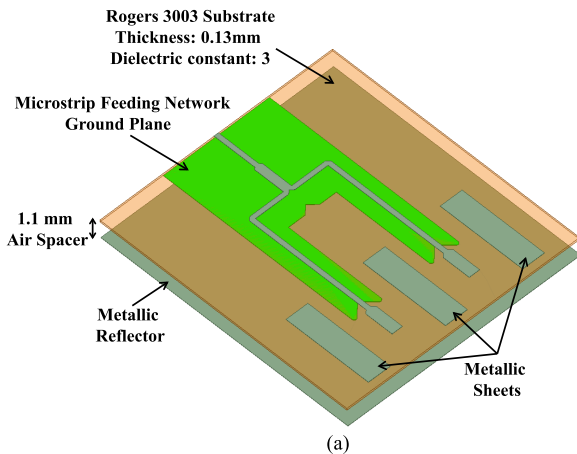 Rogers 3003 Substrate
Thickness: 0.13mm
Dielectric constant: 3
Microstrip Feeding Network
Ground Plane
1.1 mm
Air Spacer
Metallic
Reflector
Metallic
Sheets
(a)